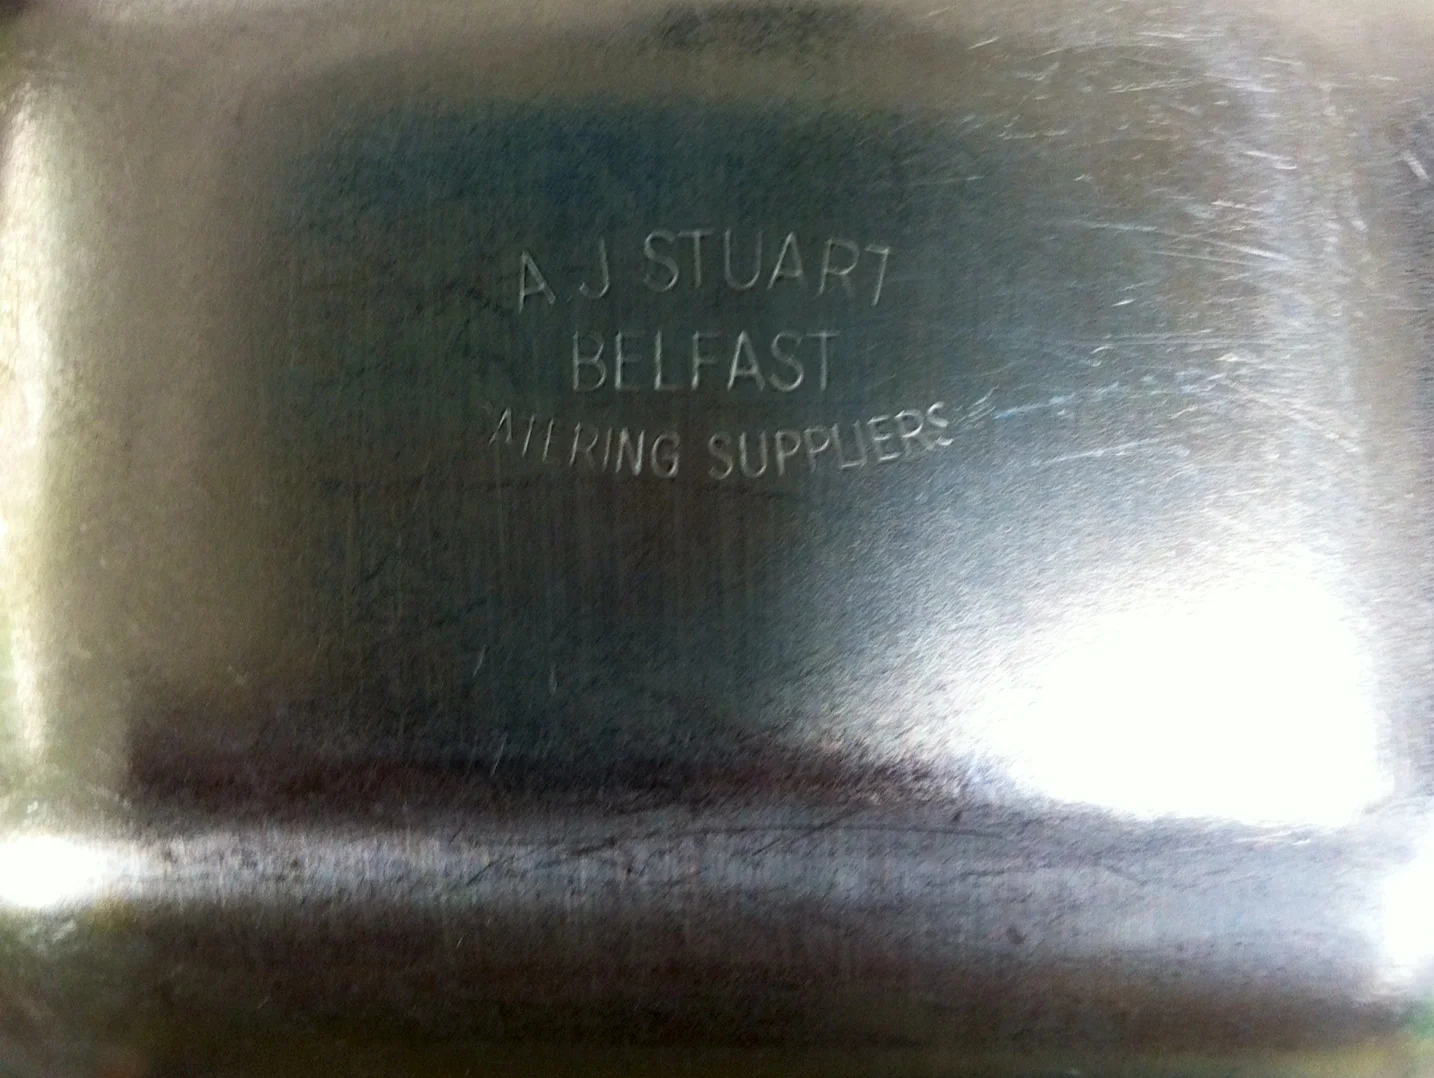 A J STUART
BELFAST
ATERING SUPPLIERS